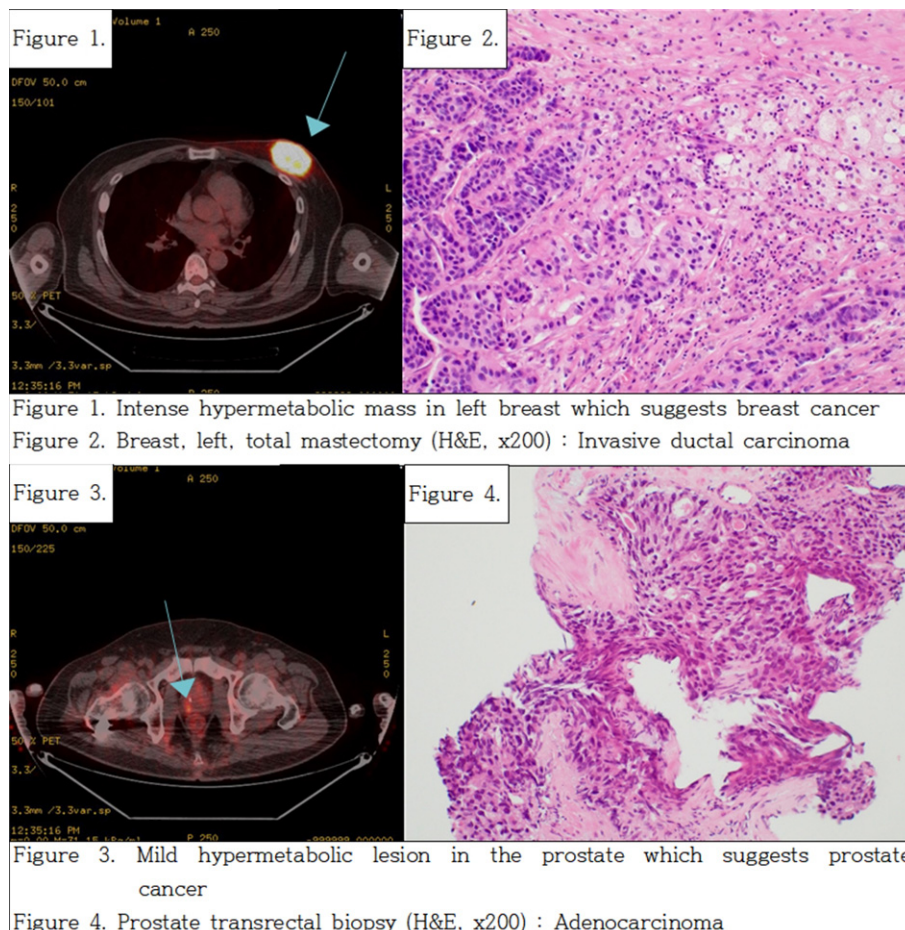 Figure 1.
Volume 1
A 250
DFOV 50.0 cm
150/101
R
250
L
250
50 % PET
3.3/
3.3mm /3.3var.sp
12:35:16 PM
Figure 2.
Figure 1. Intense hypermetabolic mass in left breast which suggests breast cancer
Figure 2. Breast, left, total mastectomy (H&E, x200) : Invasive ductal carcinoma
Figure 3.
Volume 1
A 250
DFOV 50.0 cm
150/225
R
250
L
250
50 % PET
3.3/
3.3mm /3.3var.sp
12:35:16 PM
P 250
Figure 4.
Figure 3. Mild hypermetabolic lesion in the prostate which suggests prostate
cancer
Figure 4. Prostate transrectal biopsy (H&E, x200) : Adenocarcinoma